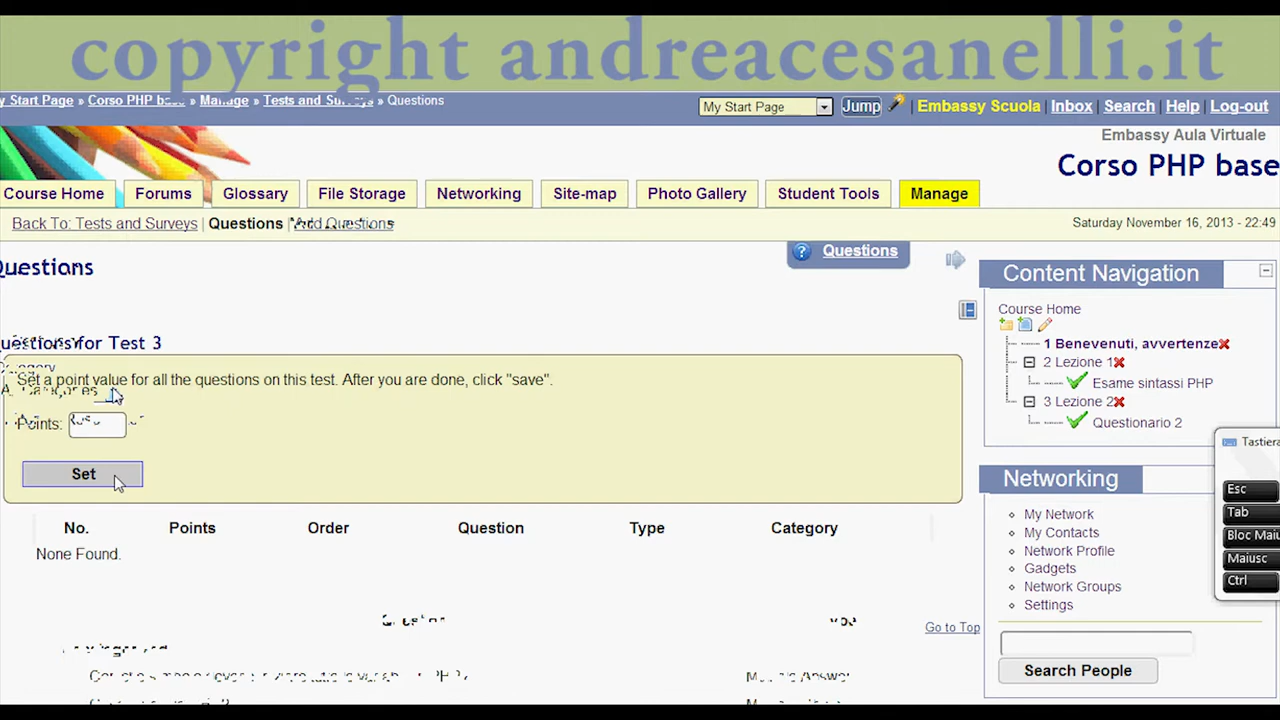 copyright andreacesanelli.it
y Start Page » Corso PHP base » Manage » Tests and Surveys » Questions
My Start Page Jump | Embassy Scuola | Inbox | Search | Help | Log-out
Embassy Aula Virtuale
Corso PHP base
Course Home Forums Glossary File Storage Networking Site-map Photo Gallery Student Tools Manage
Back To: Tests and Surveys | Questions | Add Questions
Saturday November 16, 2013 - 22:49
Questions
Questions
Content Navigation
Course Home
1 Benevenuti, avvertenze
2 Lezione 1
Esame sintassi PHP
3 Lezione 2
Questionario 2
uestions for Test 3
Set a point value for all the questions on this test. After you are done, click "save".
Points:
Set
No. Points Order Question Type Category
None Found.
Go to Top
Networking
My Network
My Contacts
Network Profile
Gadgets
Network Groups
Settings
Search People
Tastiera
Esc
Tab
Bloc Maiu
Maiusc
Ctrl